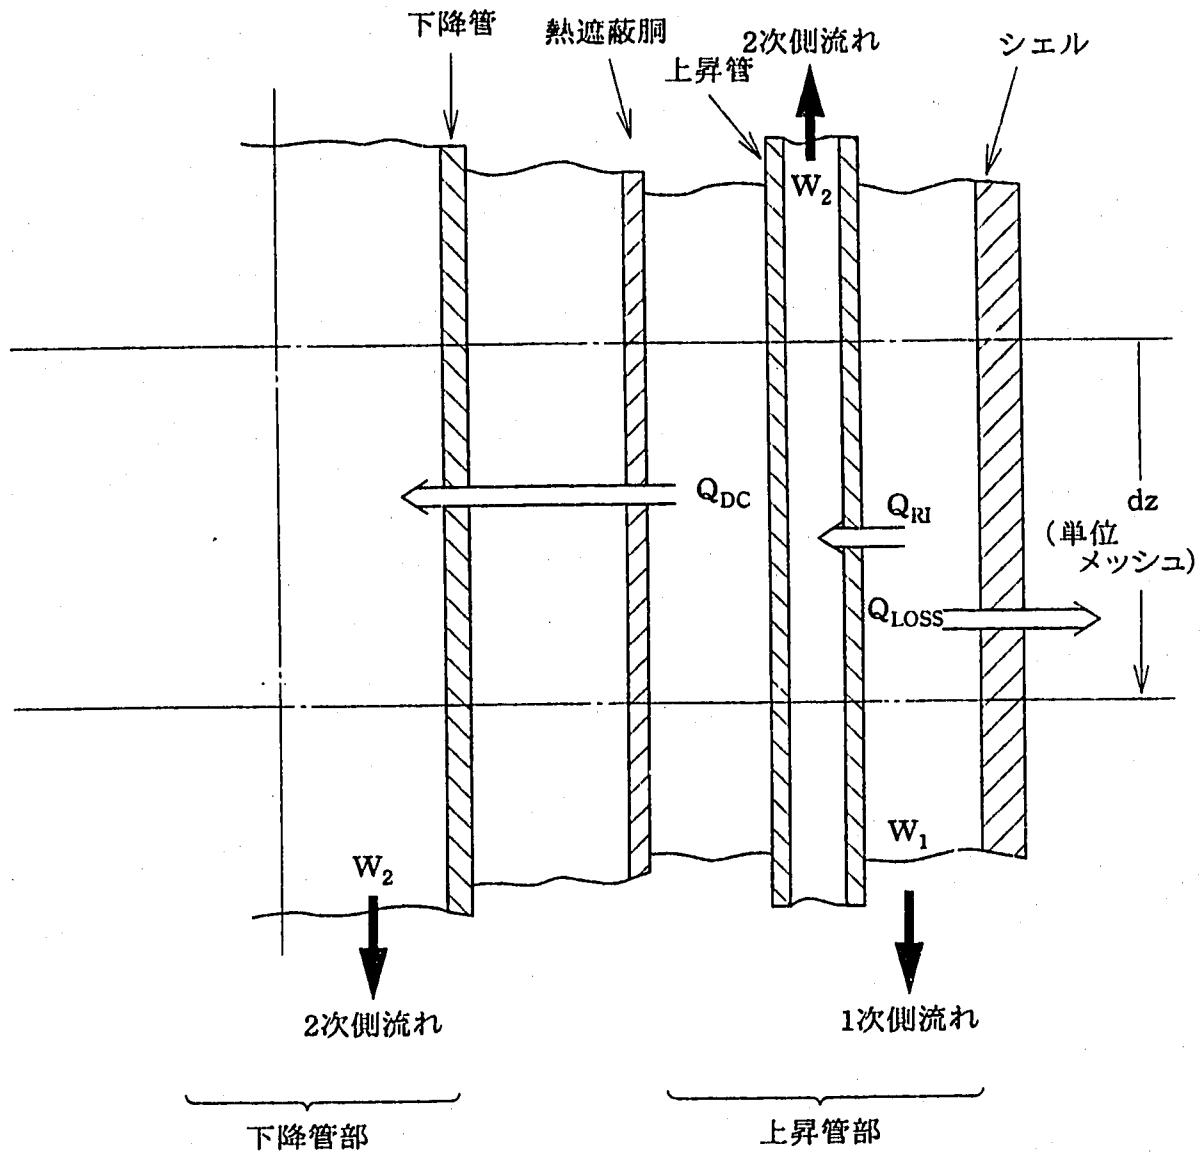 下降管
熱遮蔽胴
上昇管
2次側流れ
シェル
W2
QDC
QRI
QLOSS
dz
(単位
メッシュ)
W2
W1
2次側流れ
1次側流れ
下降管部
上昇管部